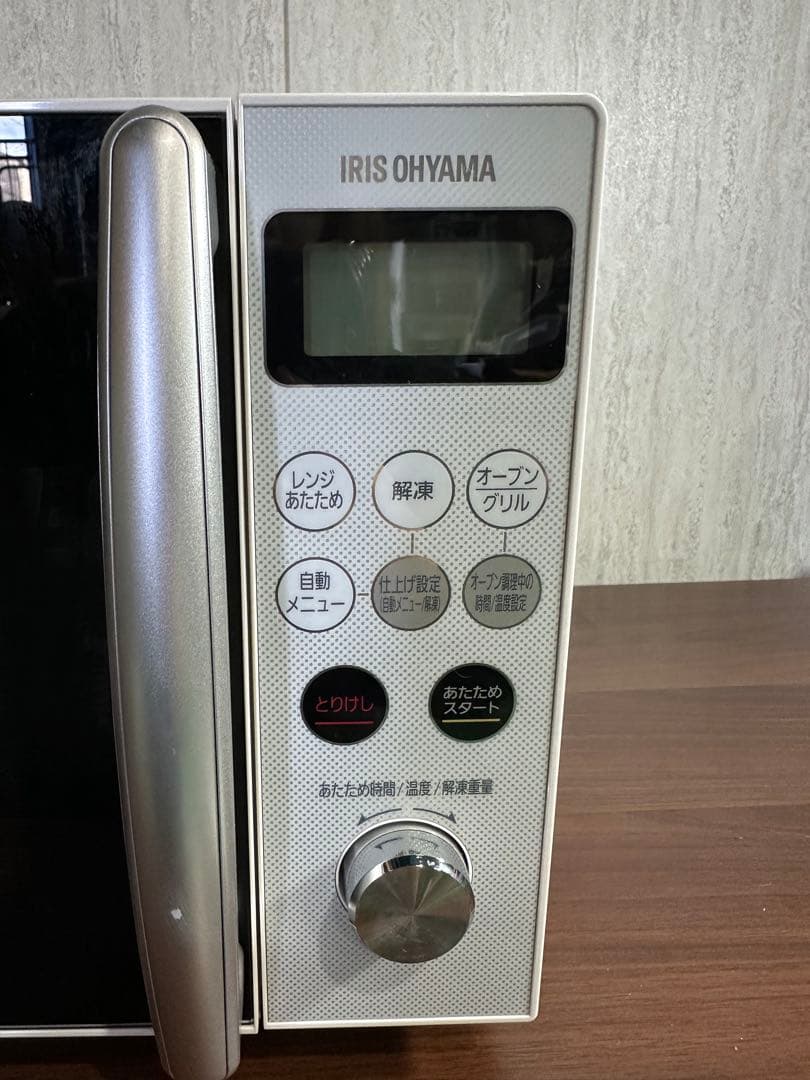 IRIS OHYAMA
レンジ
あたため
解凍
オーブン
グリル
自動
メニュー
仕上げ設定
(自動メニュー/解凍)
オーブン調理中の
時間/温度設定
とりけし
あたため
スタート
あたため時間/温度/解凍重量